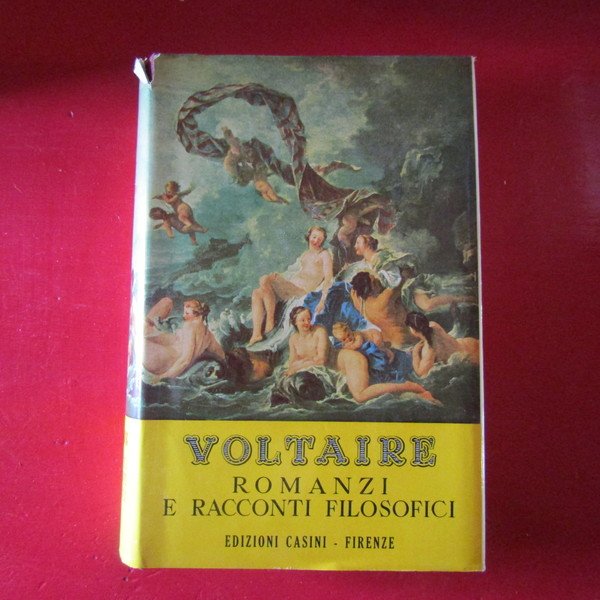 VOLTAIRE
ROMANZI
E RACCONTI FILOSOFICI
EDIZIONI CASINI - FIRENZE